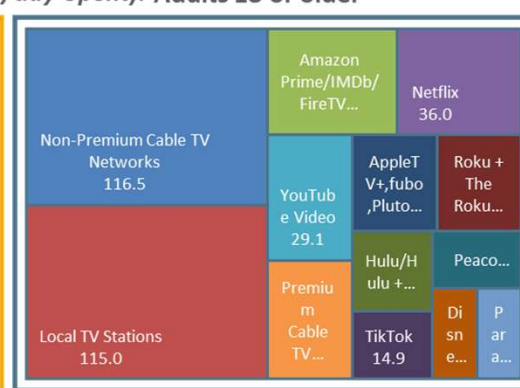 Adults 18 or older
Non-Premium Cable TV
Networks
116.5
Local TV Stations
115.0
Amazon
Prime/IMDb/
FireTV...
Netflix
36.0
YouTub
e Video
29.1
AppleT
V+,fubo
,Pluto...
Roku +
The
Roku...
Premiu
m
Cable
TV...
Hulu/H
ulu +...
Peaco...
TikTok
14.9
Di
sn
e...
P
ar
a...